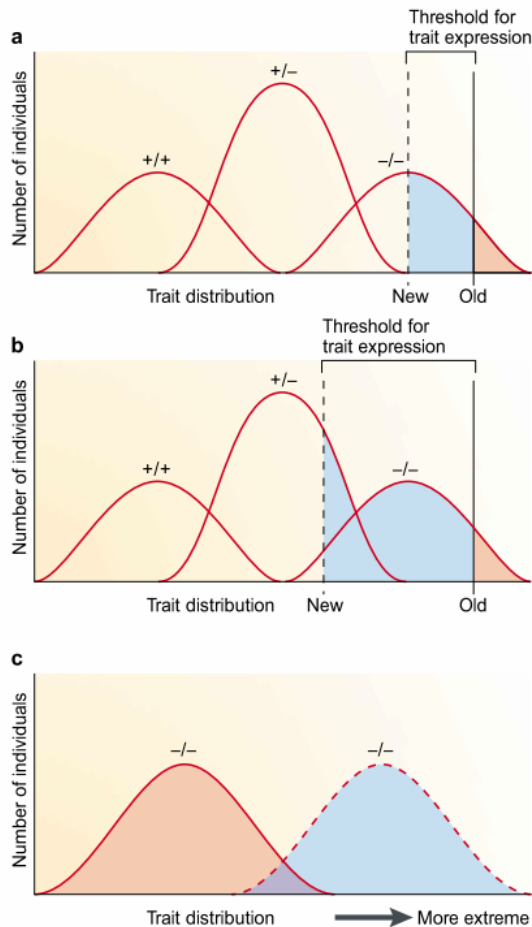 a
Threshold for
trait expression
Number of individuals
+/+
+/–
–/–
Trait distribution
New
Old
b
Threshold for
trait expression
Number of individuals
+/+
+/–
–/–
Trait distribution
New
Old
c
Number of individuals
–/–
–/–
Trait distribution
More extreme